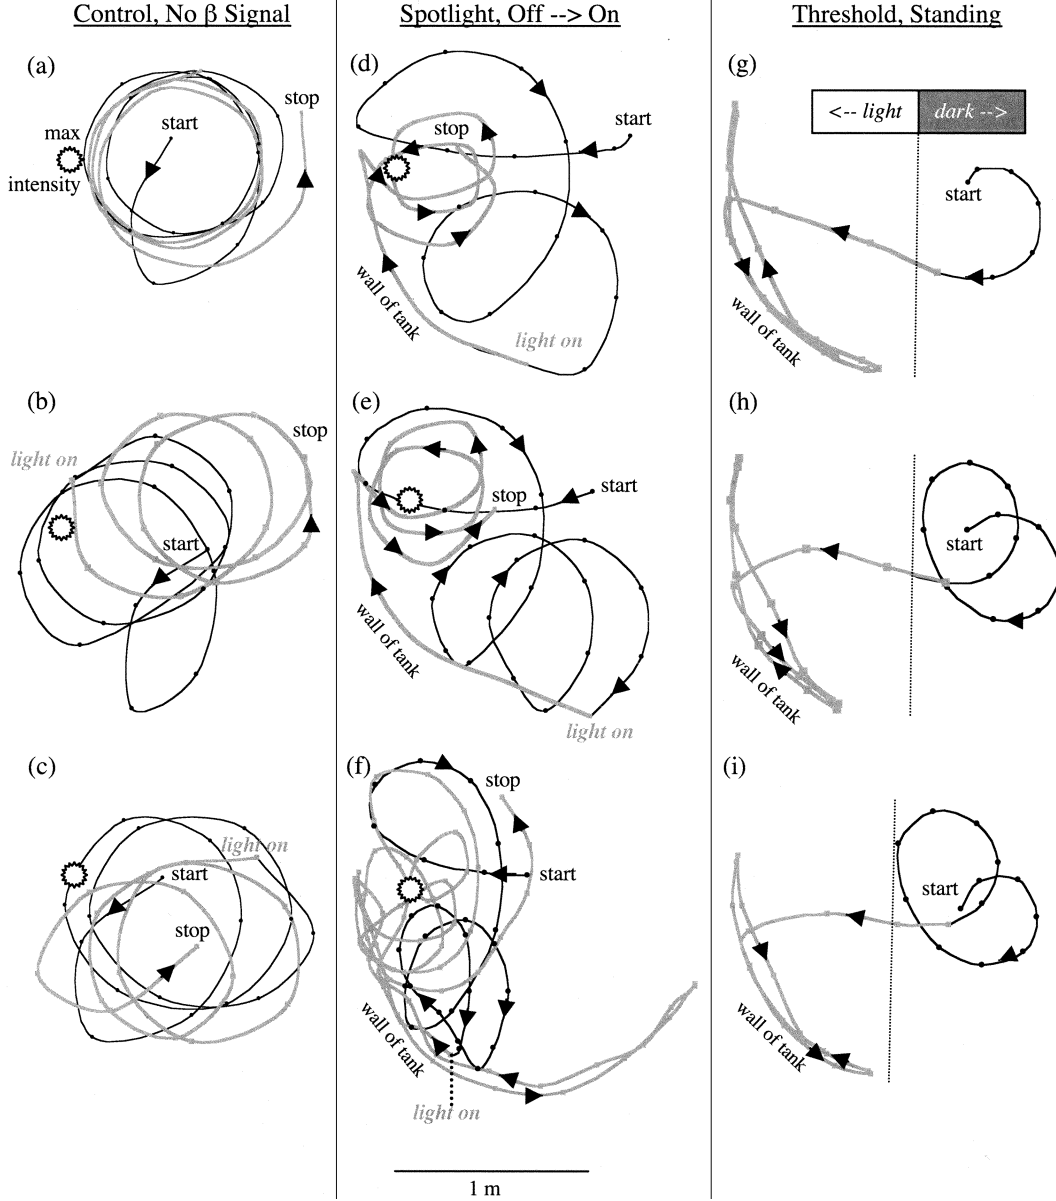 Control, No β Signal
(a)
start
stop
max
intensity
(b)
light on
stop
start
(c)
light on
start
stop
Spotlight, Off --> On
(d)
start
stop
wall of tank
light on
(e)
start
stop
wall of tank
light on
(f)
stop
start
wall of tank
light on
1 m
Threshold, Standing
(g)
<-- light
dark -->
start
wall of tank
(h)
start
wall of tank
(i)
start
wall of tank